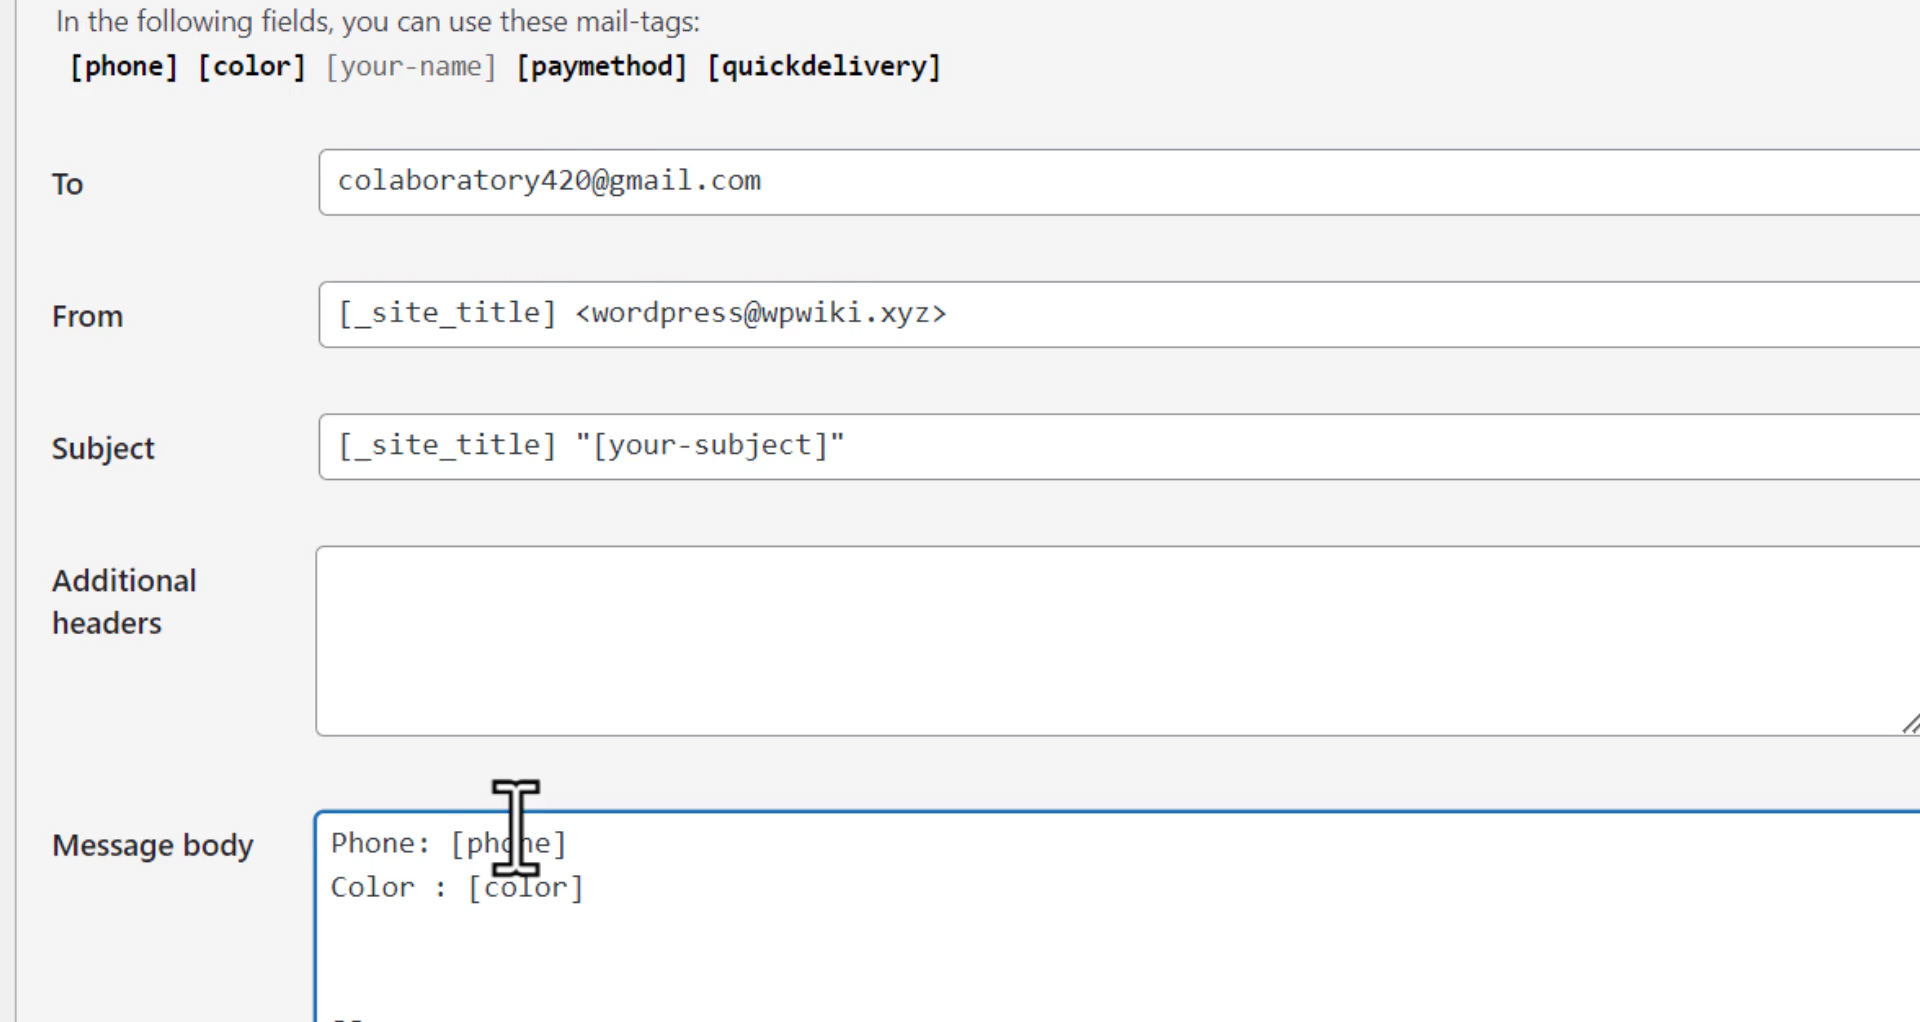 In the following fields, you can use these mail-tags:
[phone] [color] [your-name] [paymethod] [quickdelivery]
To
colaboratory420@gmail.com
From
[_site_title] <wordpress@wpwiki.xyz>
Subject
[_site_title] "[your-subject]"
Additional
headers
Message body
Phone: [phone]
Color : [color]
--